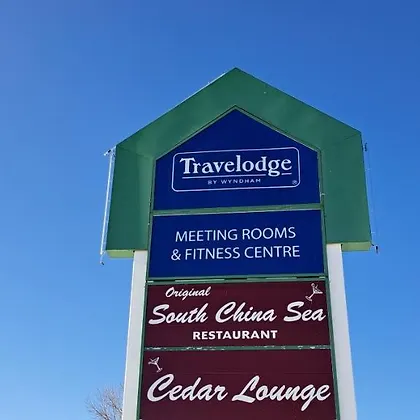 Travelodge
BY WYNDHAM
MEETING ROOMS
& FITNESS CENTRE
Original
South China Sea
RESTAURANT
Cedar Lounge